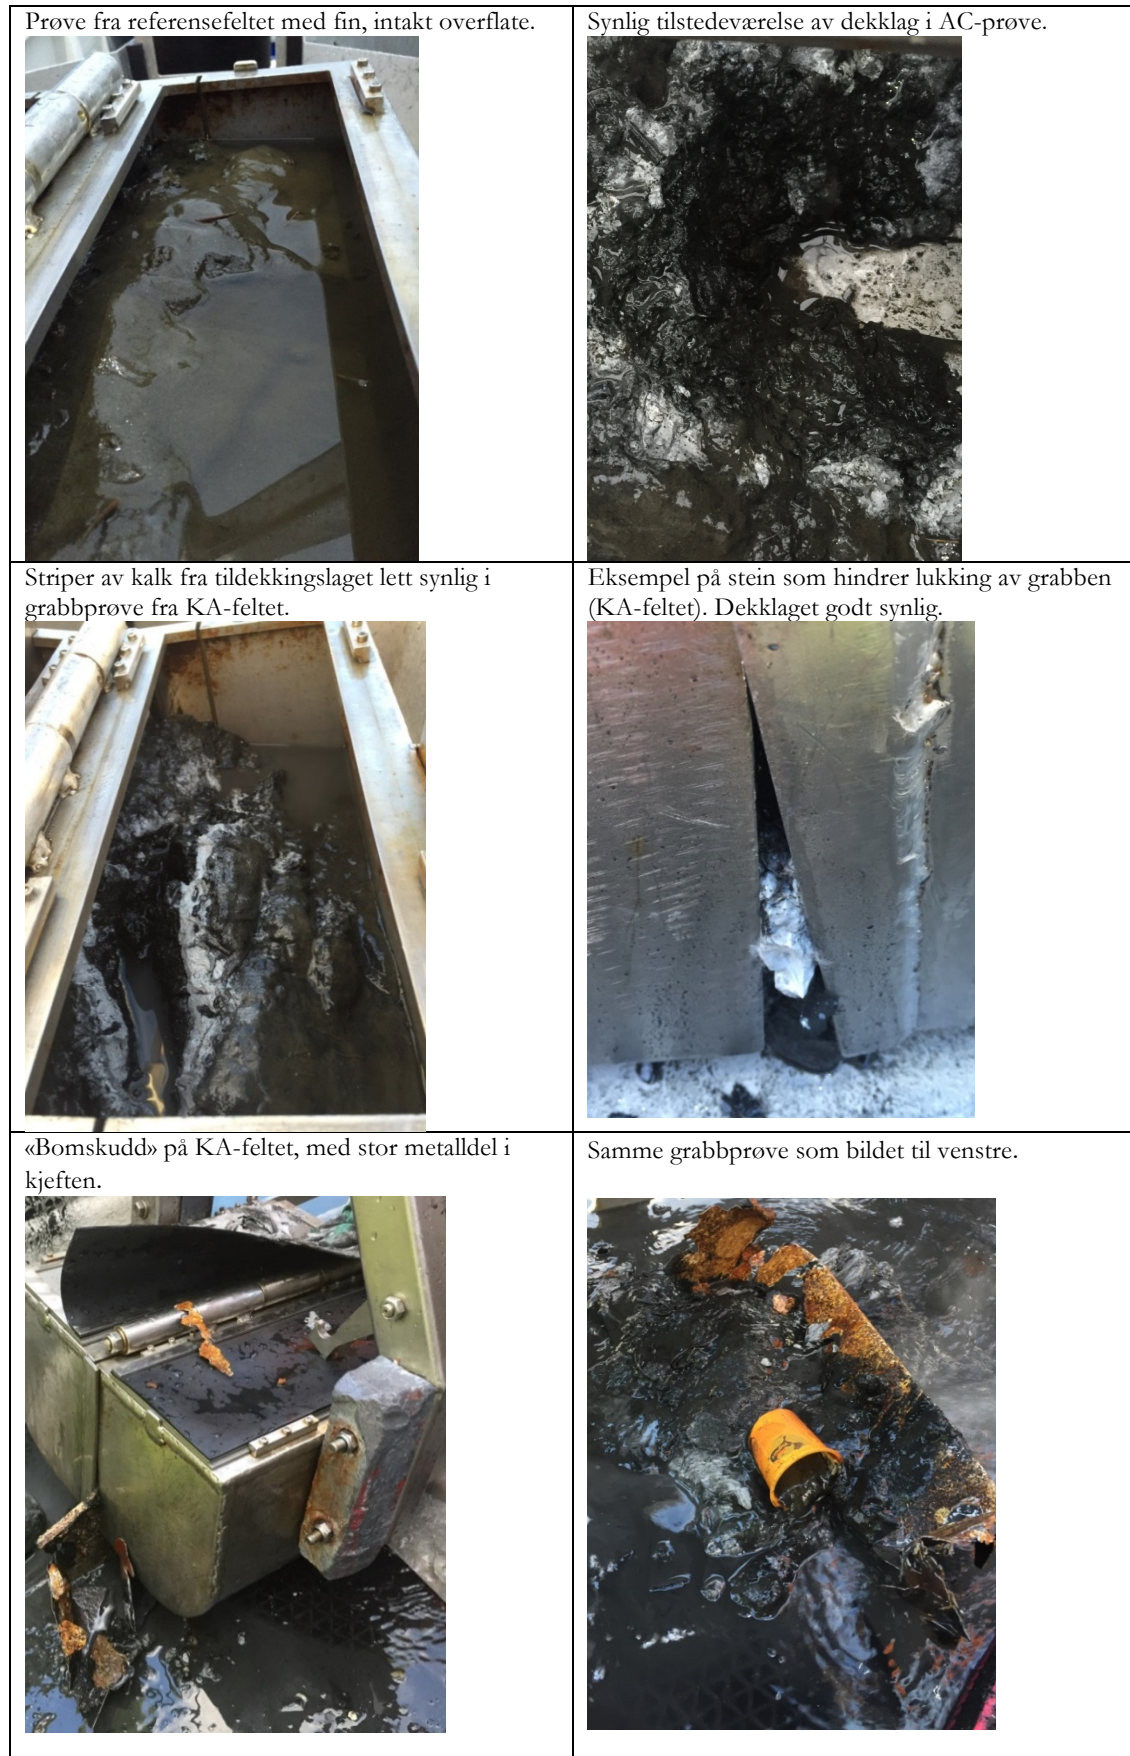 Prøve fra referensefeltet med fin, intakt overflate.
Synlig tilstedeværelse av dekklag i AC-prøve.
Striper av kalk fra tildekkingslaget lett synlig i
grabbprøve fra KA-feltet.
Eksempel på stein som hindrer lukking av grabben
(KA-feltet). Dekklaget godt synlig.
«Bomskudd» på KA-feltet, med stor metalldel i
kjeften.
Samme grabbprøve som bildet til venstre.